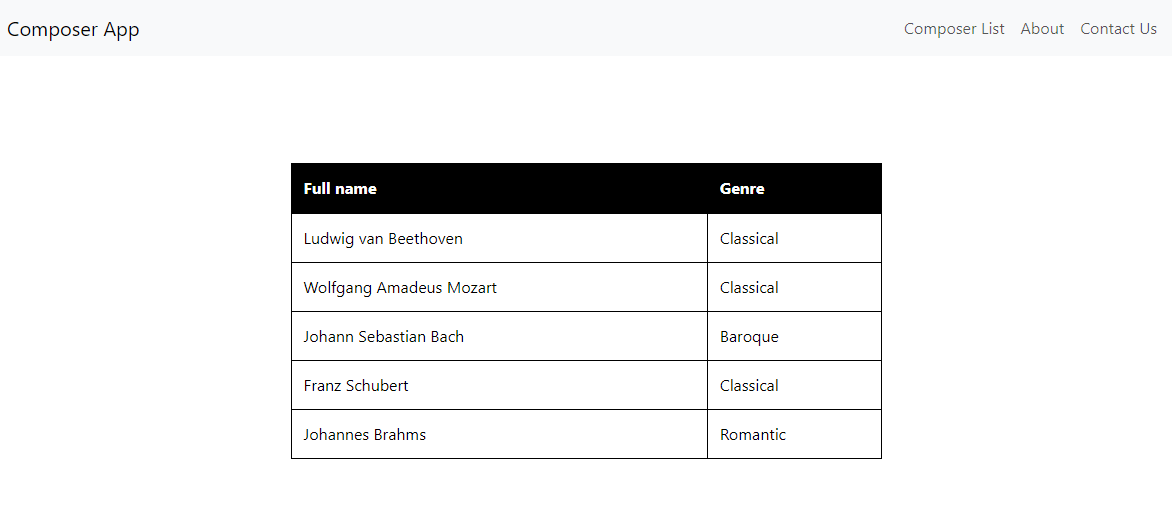 Composer App Composer List About Contact Us
Full name Genre
Ludwig van Beethoven Classical
Wolfgang Amadeus Mozart Classical
Johann Sebastian Bach Baroque
Franz Schubert Classical
Johannes Brahms Romantic